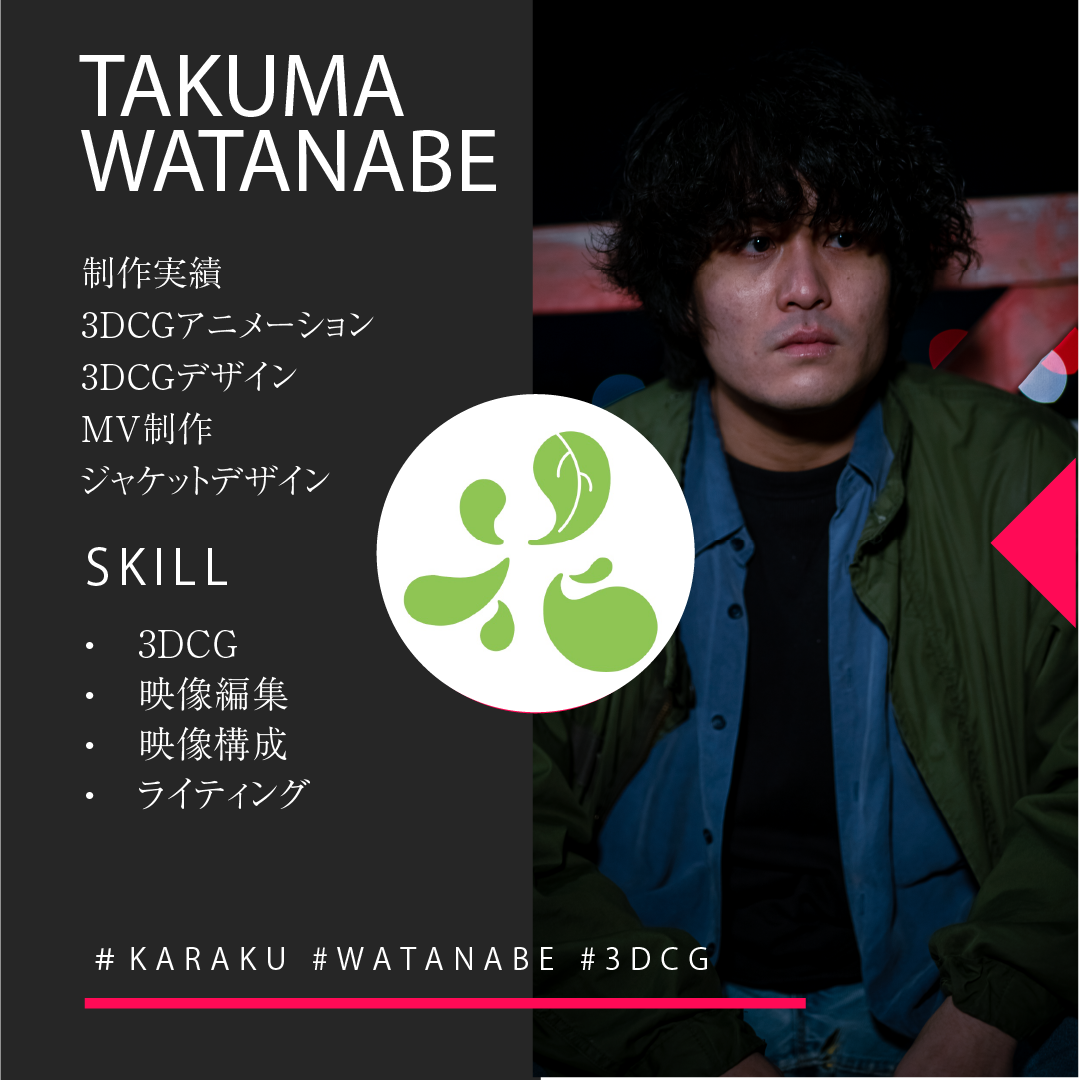 TAKUMA
WATANABE
制作実績
3DCGアニメーション
3DCGデザイン
MV制作
ジャケットデザイン
SKILL
• 3DCG
• 映像編集
• 映像構成
• ライティング
#KARAKU #WATANABE #3DCG